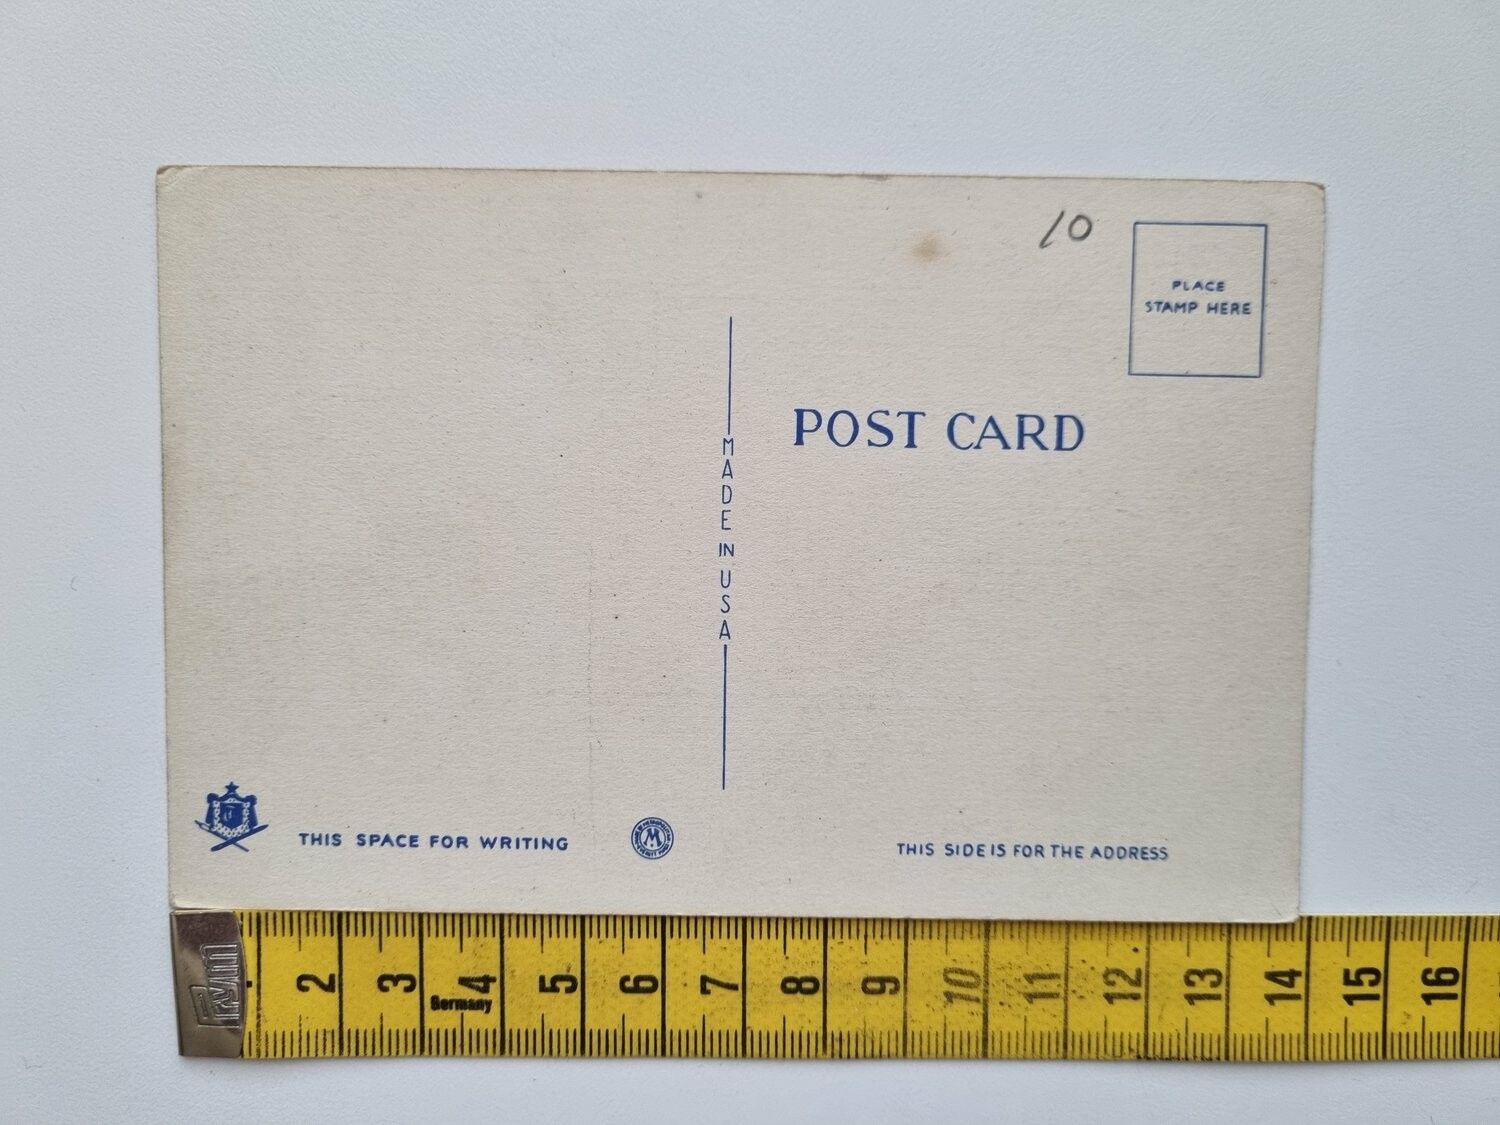 10
PLACE
STAMP HERE
POST CARD
MADE IN USA
THIS SPACE FOR WRITING
M
THIS SIDE IS FOR THE ADDRESS
Prym
2 3 4 5 6 7 8 9 10 11 12 13 14 15 16
Germany